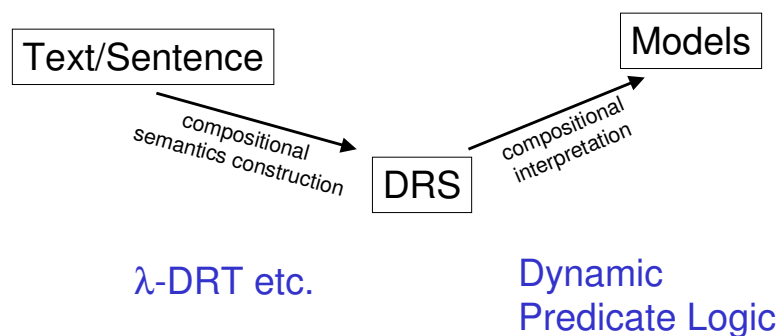 Text/Sentence
Models
compositional
semantics construction
compositional
interpretation
DRS
λ-DRT etc.
Dynamic
Predicate Logic